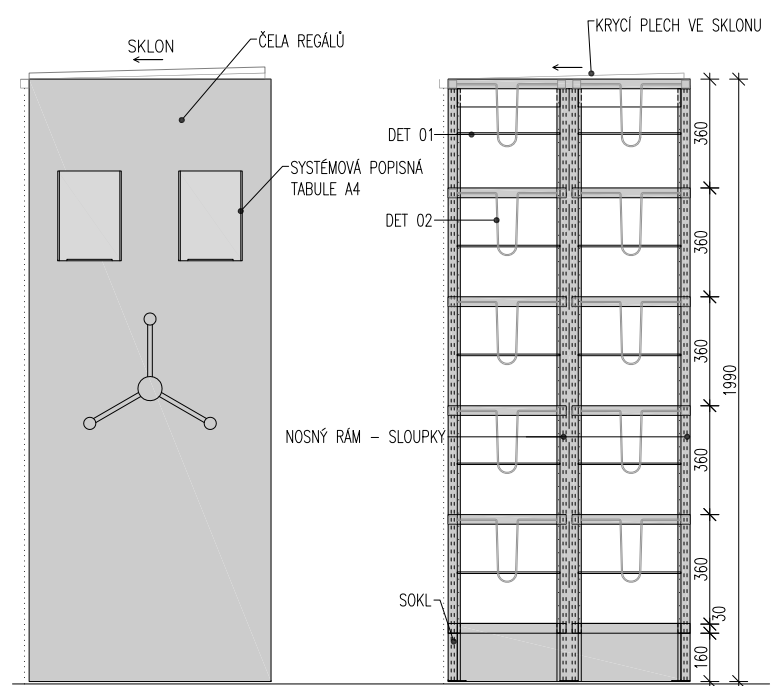 SKLON
ČELA REGÁLŮ
SYSTÉMOVÁ POPISNÁ
TABULE A4
KRYCÍ PLECH VE SKLONU
DET 01
DET 02
NOSNÝ RÁM – SLOUPKY
SOKL
360
360
360
360
360
30
160
1990